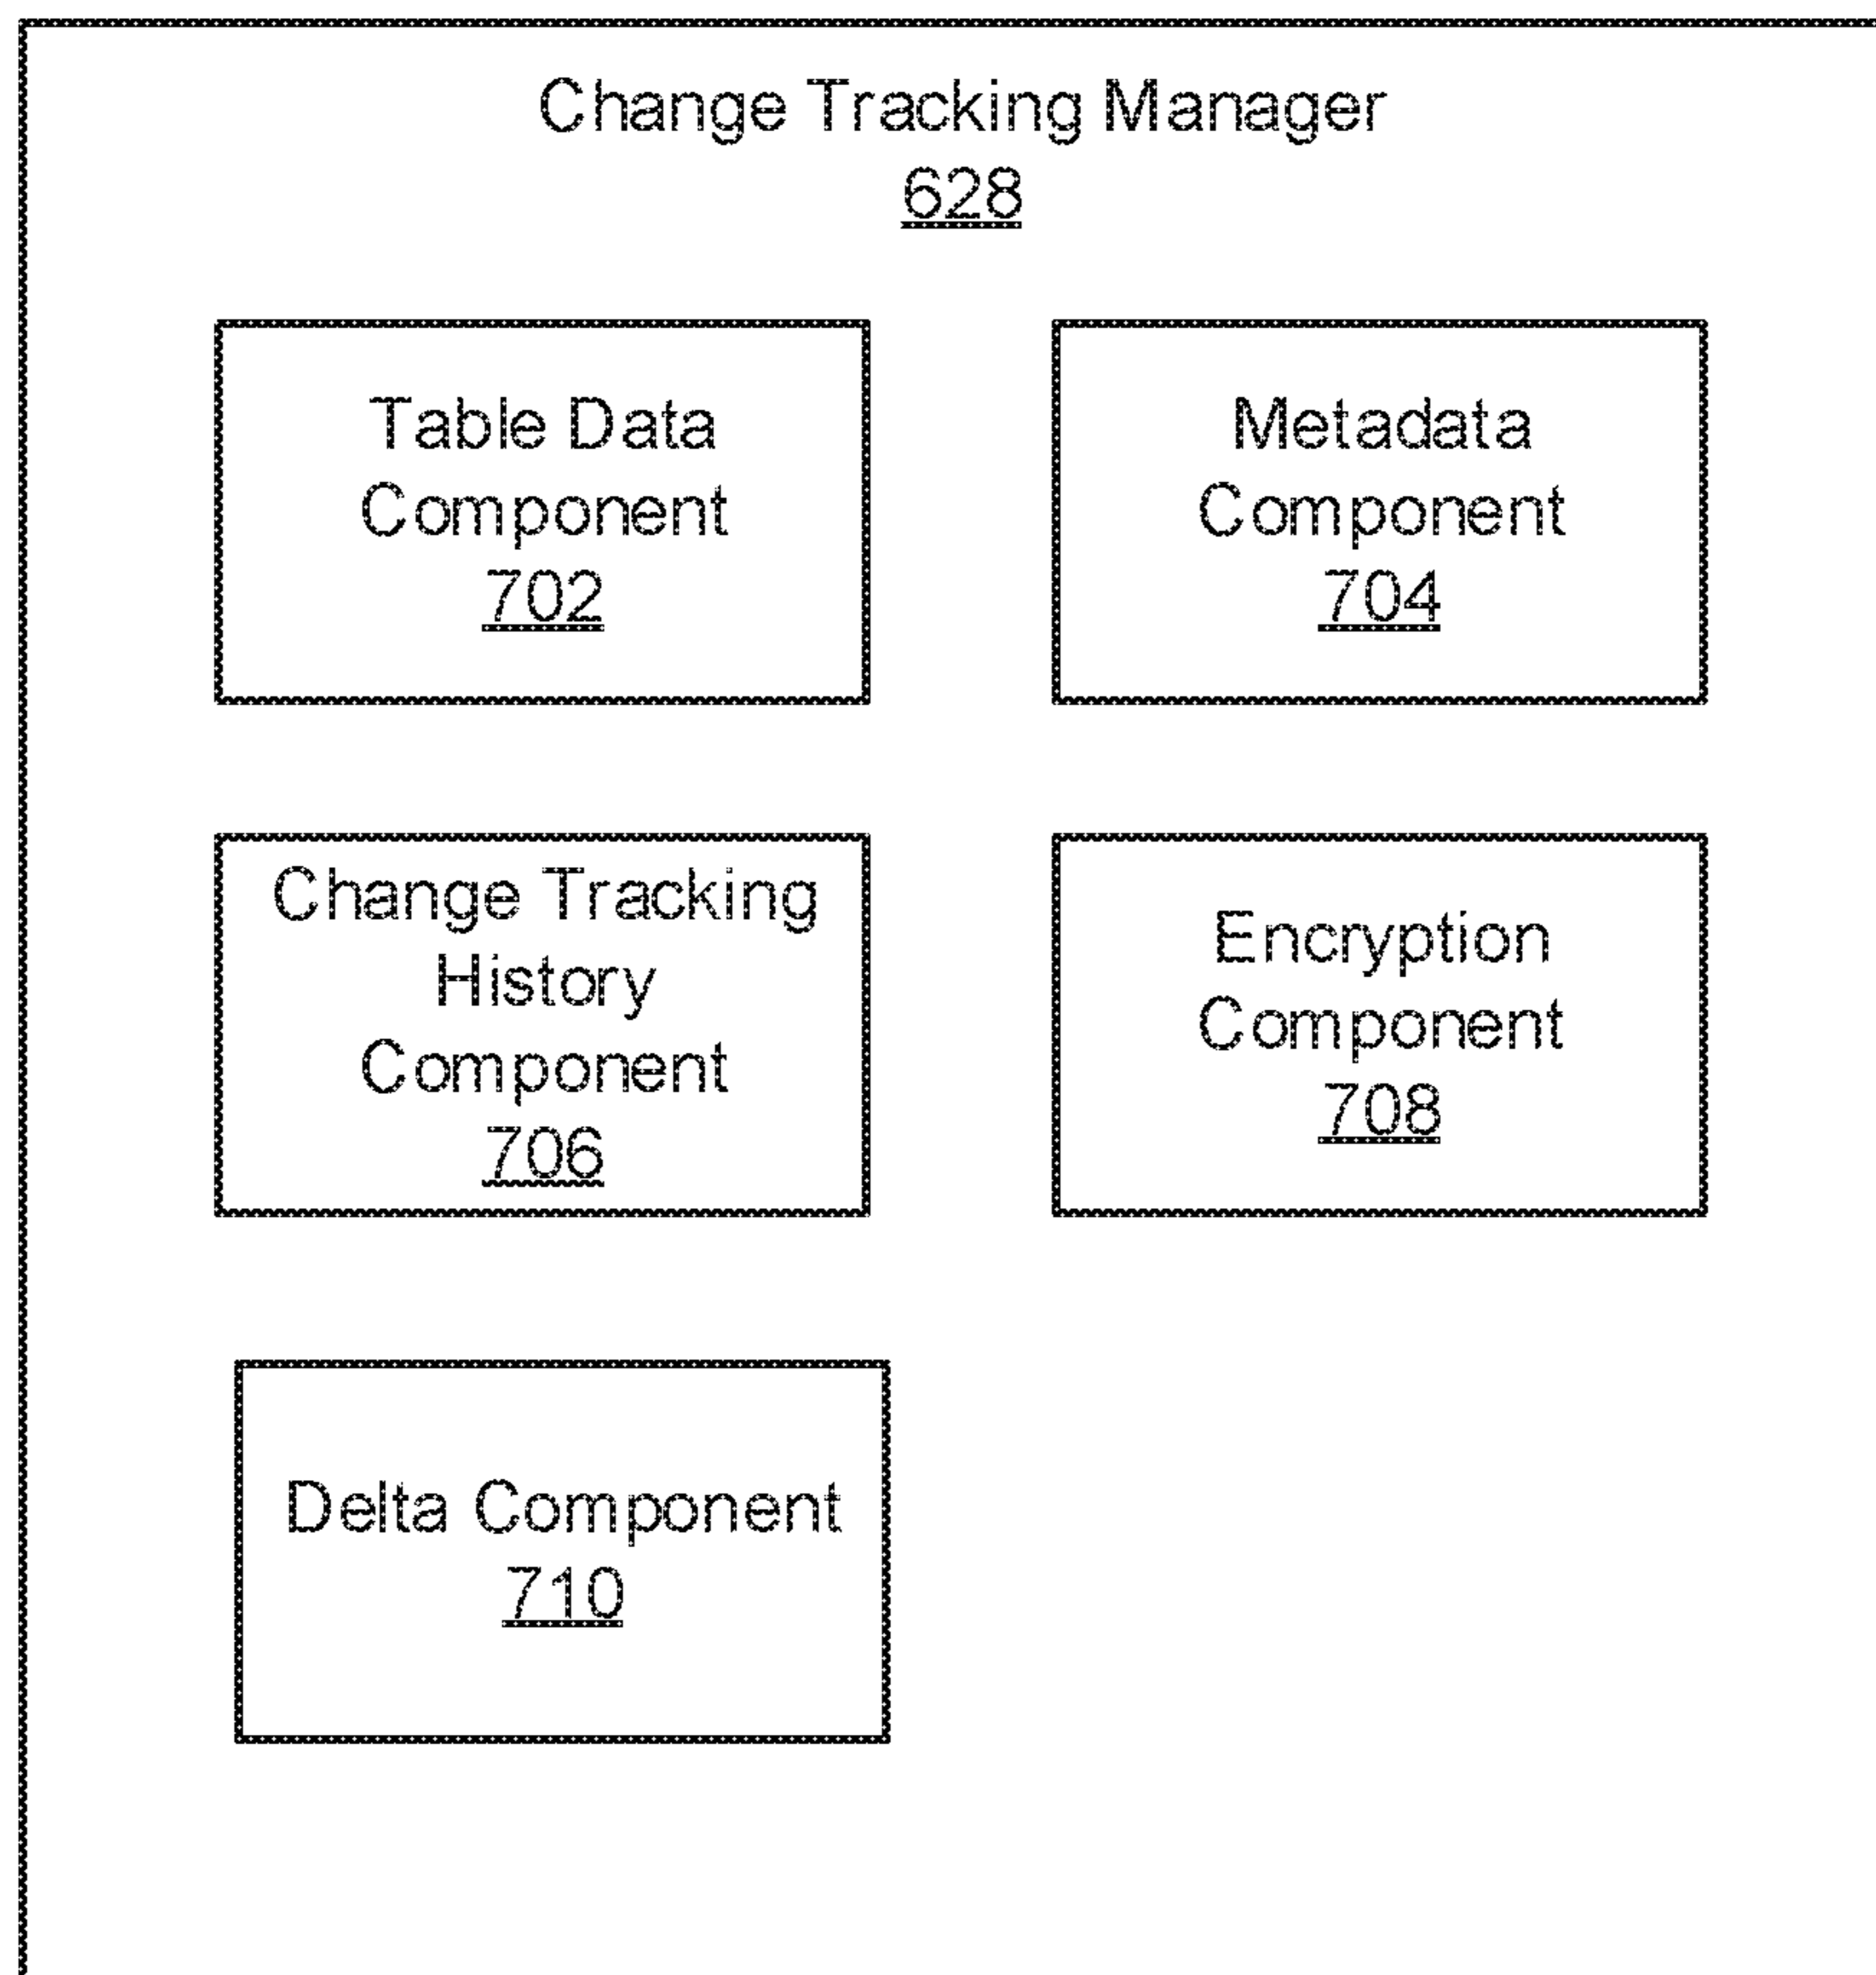 Change Tracking Manager
628
Table Data
Component
702
Metadata
Component
704
Change Tracking
History
Component
706
Encryption
Component
708
Delta Component
710